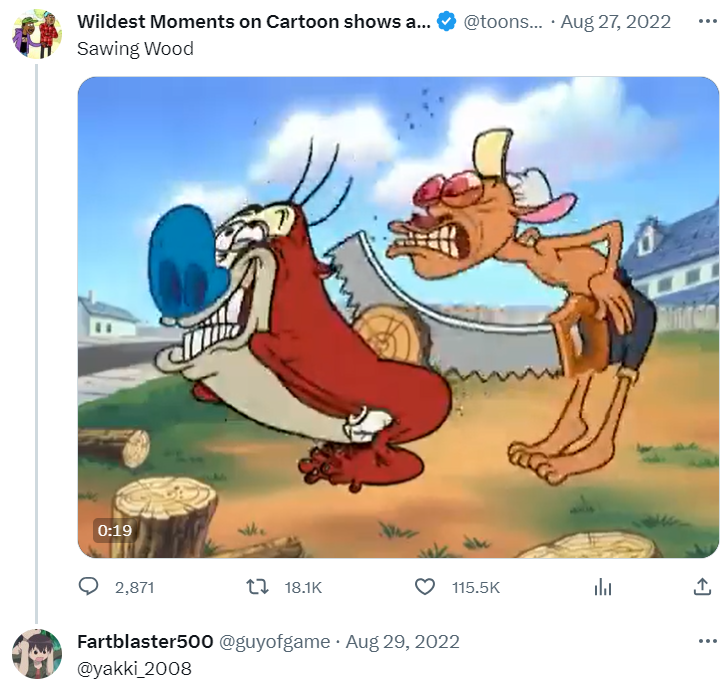 Wildest Moments on Cartoon shows a... @toons... · Aug 27, 2022 ...
Sawing Wood
0:19
2,871 18.1K 115.5K
Fartblaster500 @guyofgame · Aug 29, 2022 ...
@yakki_2008